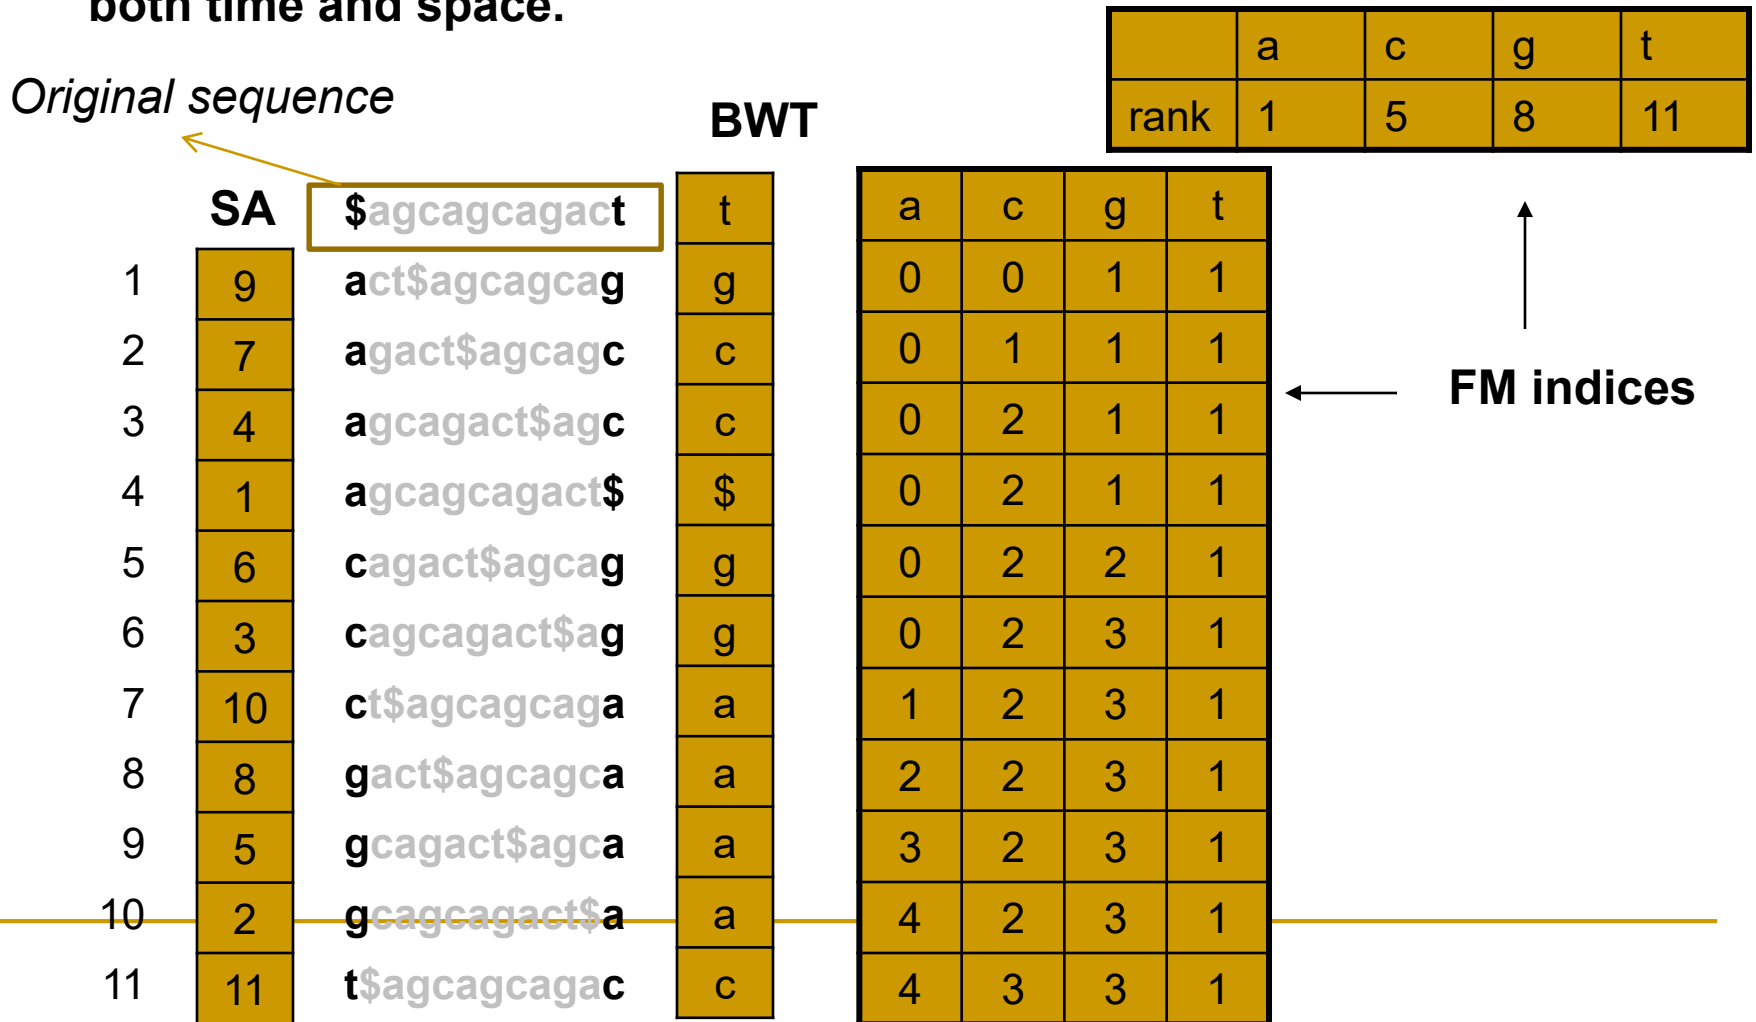 both time and space.
a c g t
rank 1 5 8 11
Original sequence
BWT
SA $agcagcagact t a c g t
1 9 act$agcagcag g 0 0 1 1
2 7 agact$agcagc c 0 1 1 1
FM indices
3 4 agcagact$agc c 0 2 1 1
4 1 agcagcagact$ $ 0 2 1 1
5 6 cagact$agcag g 0 2 2 1
6 3 cagcagact$ag g 0 2 3 1
7 10 ct$agcagcaga a 1 2 3 1
8 8 gact$agcagca a 2 2 3 1
9 5 gcagact$agca a 3 2 3 1
10 2 gcagcagact$a a 4 2 3 1
11 11 t$agcagcagac c 4 3 3 1